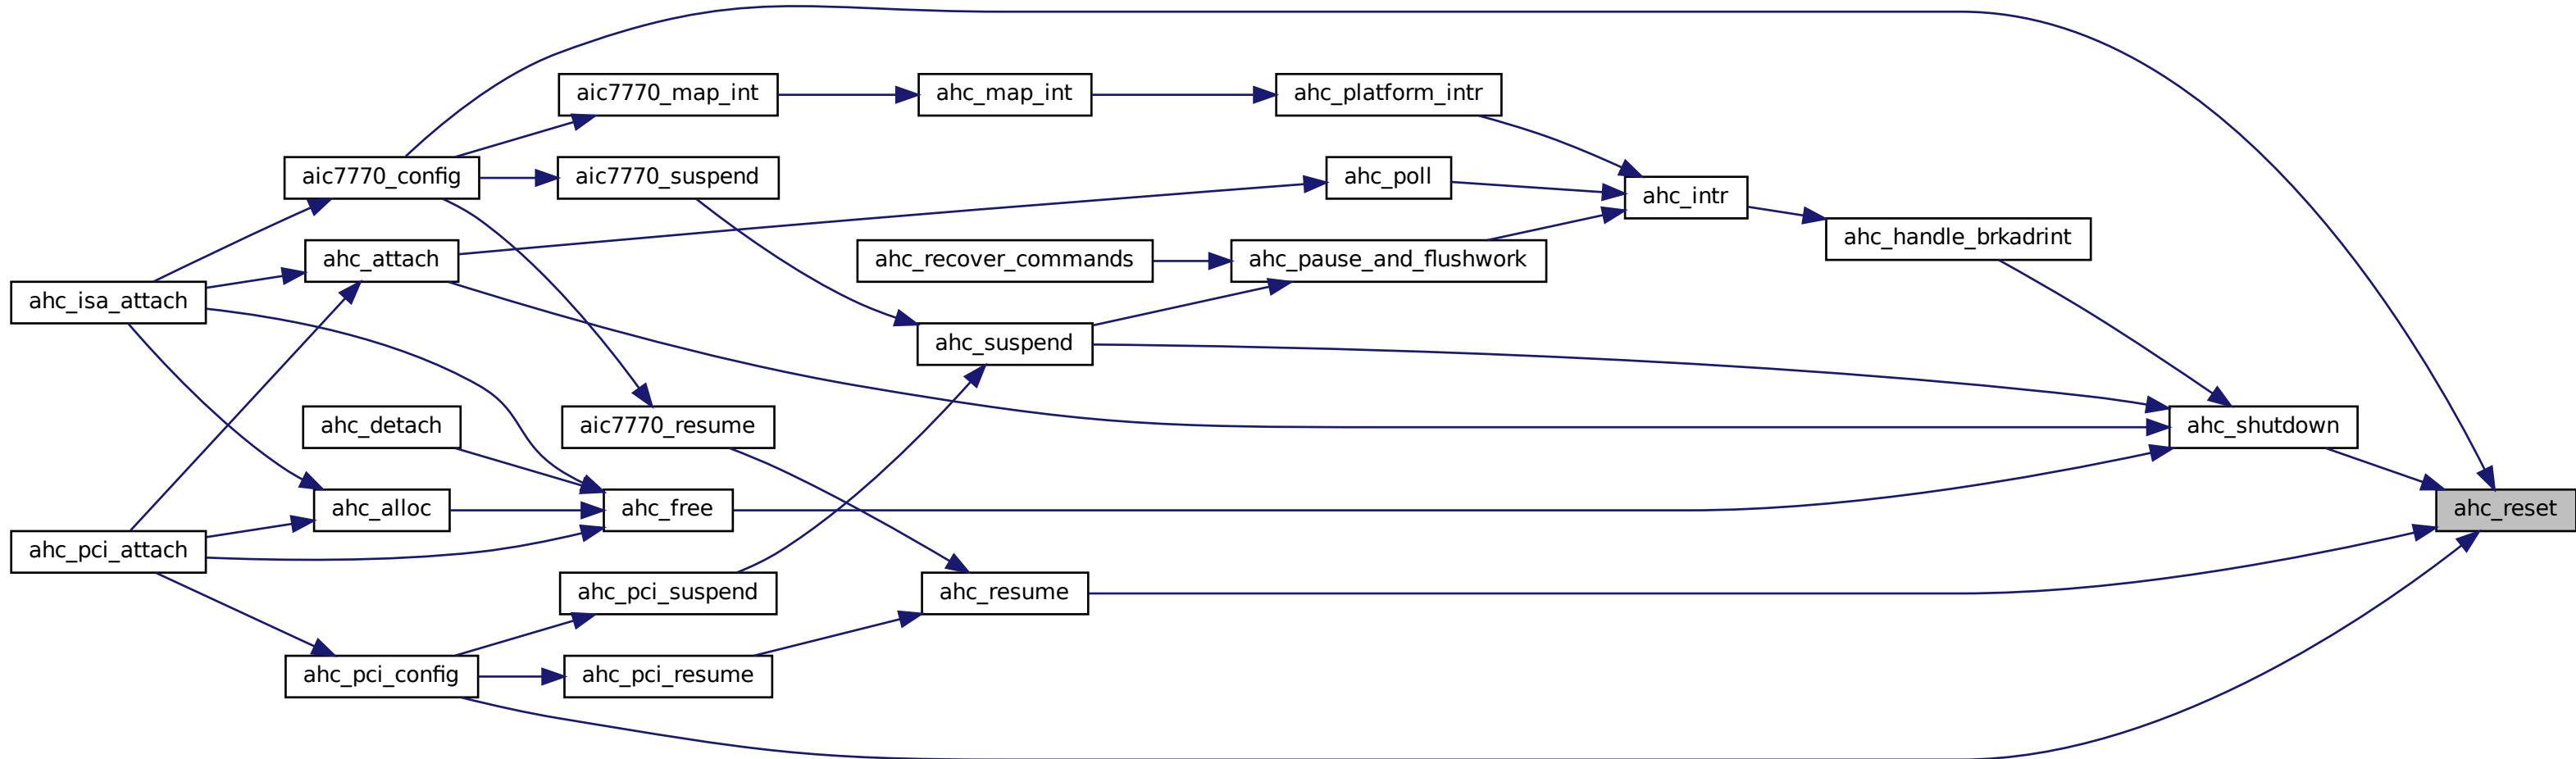 aic7770_map_int
ahc_map_int
ahc_platform_intr
aic7770_config
aic7770_suspend
ahc_poll
ahc_intr
ahc_handle_brkadrint
ahc_attach
ahc_recover_commands
ahc_pause_and_flushwork
ahc_isa_attach
ahc_suspend
ahc_detach
aic7770_resume
ahc_shutdown
ahc_alloc
ahc_free
ahc_reset
ahc_pci_attach
ahc_pci_suspend
ahc_resume
ahc_pci_config
ahc_pci_resume